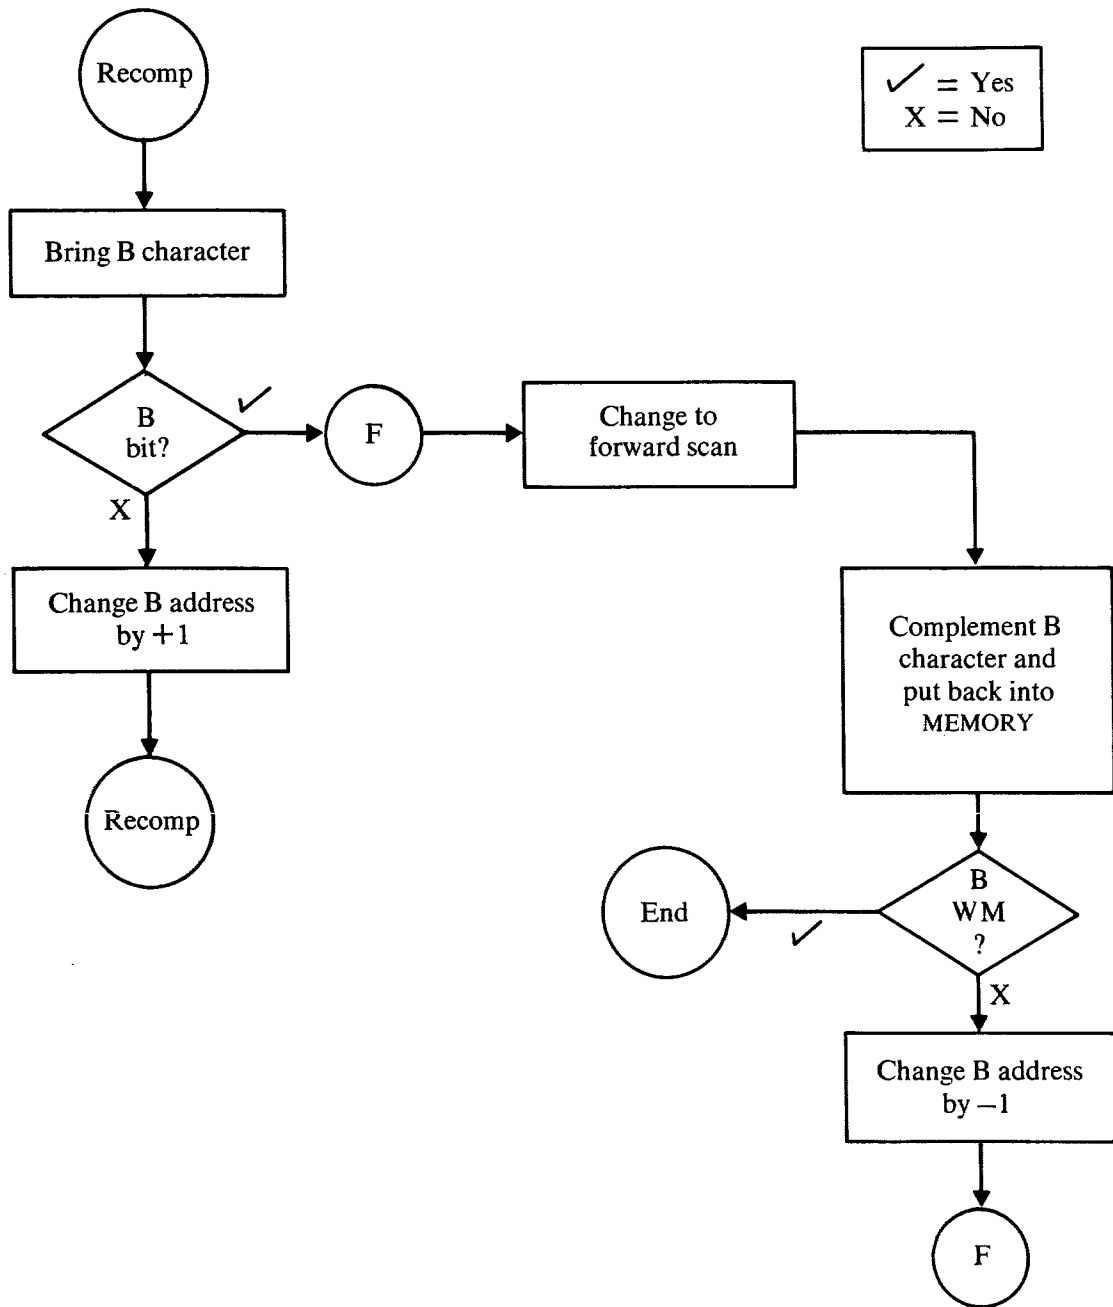 Recomp
✓ = Yes
X = No
Bring B character
B
bit?
✓
X
F
Change to
forward scan
Change B address
by +1
Recomp
Complement B
character and
put back into
MEMORY
B
WM
?
✓
X
End
Change B address
by −1
F